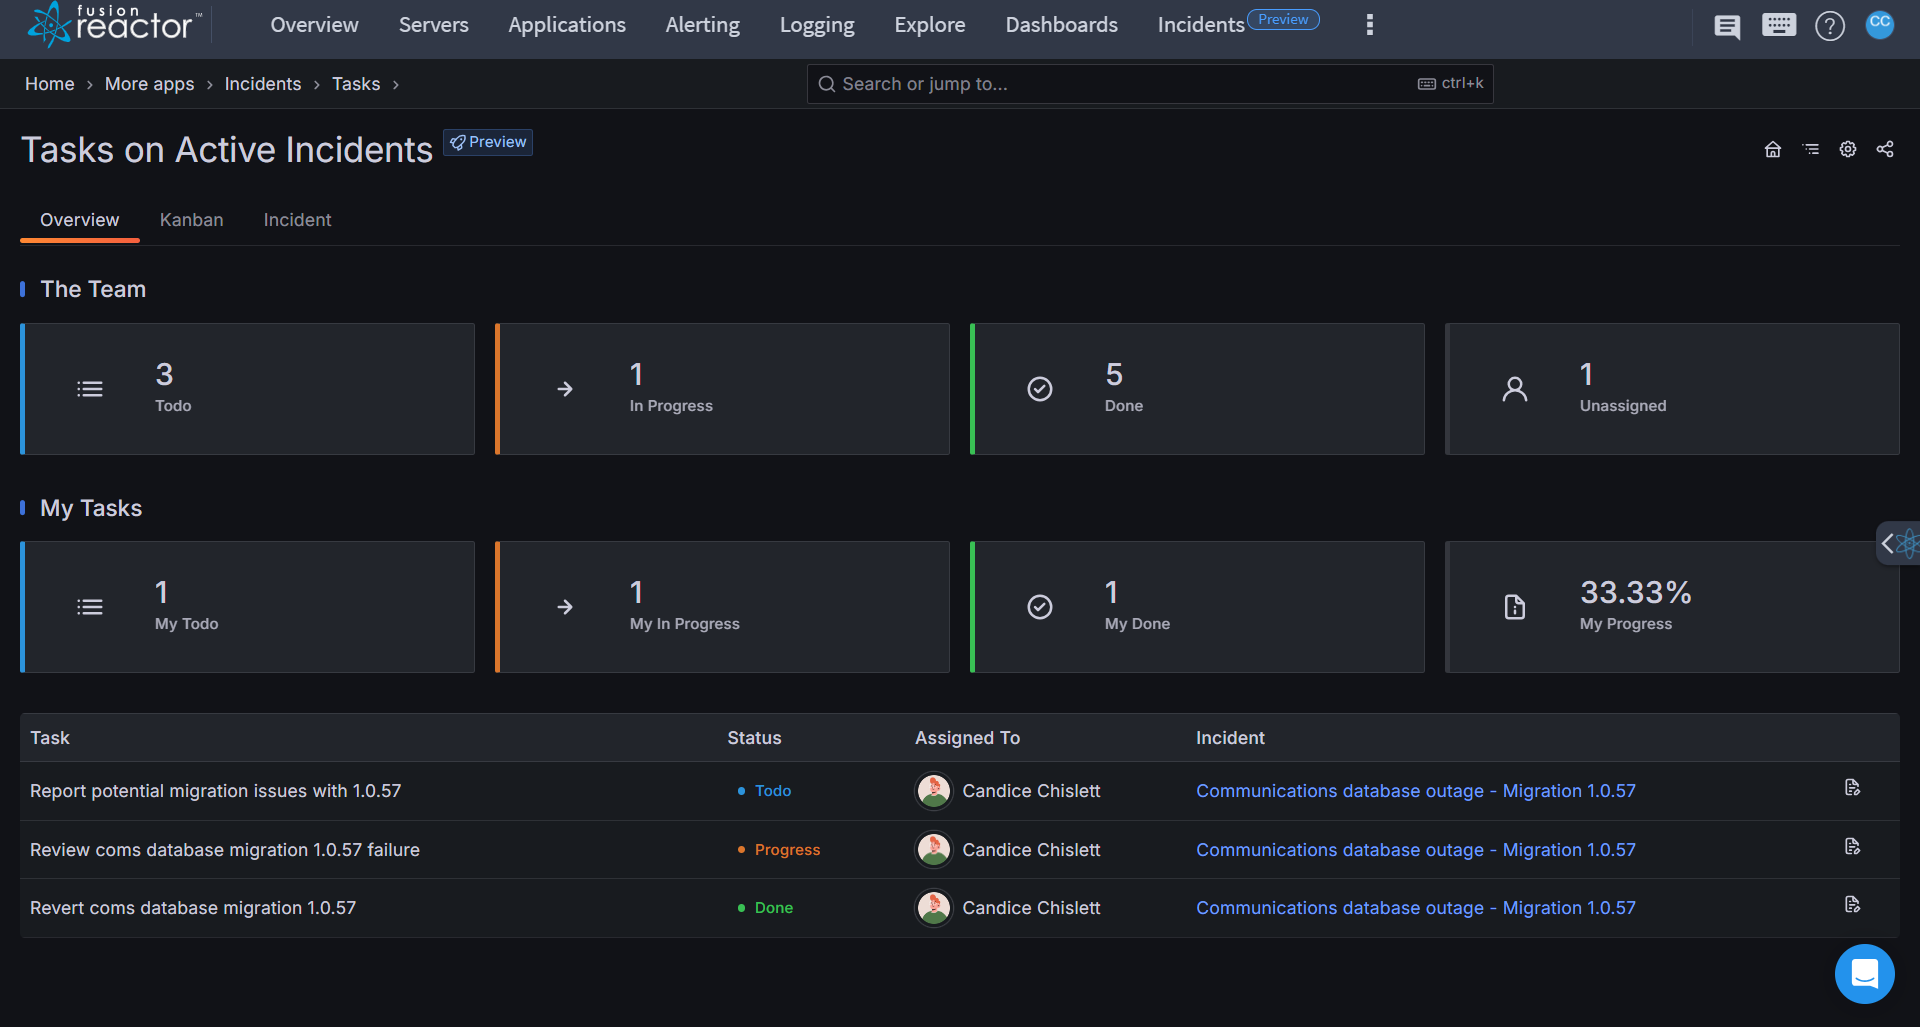 fusion
reactor™
Overview Servers Applications Alerting Logging Explore Dashboards Incidents Preview CC
Home › More apps › Incidents › Tasks › Search or jump to... ctrl+k
Tasks on Active Incidents Preview
Overview Kanban Incident
The Team
3 1 5 1
Todo In Progress Done Unassigned
My Tasks
1 1 1 33.33%
My Todo My In Progress My Done My Progress
Task Status Assigned To Incident
Report potential migration issues with 1.0.57 Todo Candice Chislett Communications database outage - Migration 1.0.57
Review coms database migration 1.0.57 failure Progress Candice Chislett Communications database outage - Migration 1.0.57
Revert coms database migration 1.0.57 Done Candice Chislett Communications database outage - Migration 1.0.57